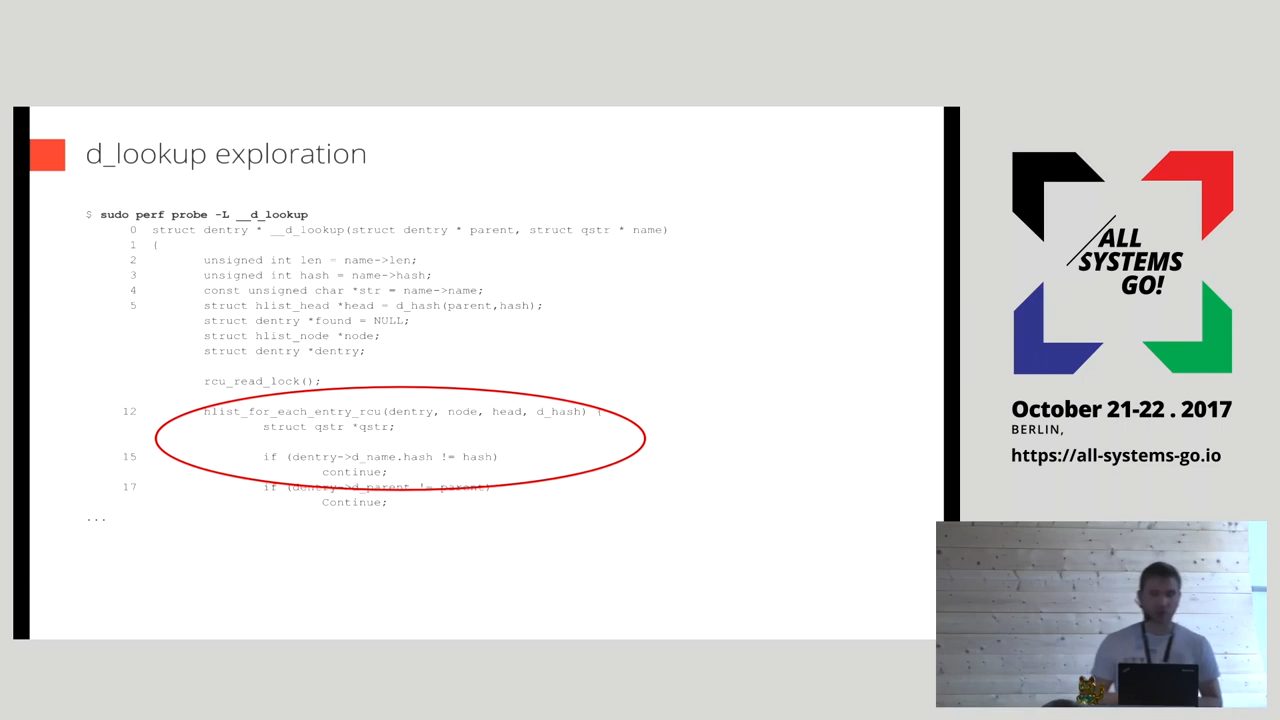 d_lookup exploration
$ sudo perf probe -L __d_lookup
0 struct dentry * __d_lookup(struct dentry * parent, struct qstr * name)
1 {
2 unsigned int len = name->len;
3 unsigned int hash = name->hash;
4 const unsigned char *str = name->name;
5 struct hlist_head *head = d_hash(parent,hash);
struct dentry *found = NULL;
struct hlist_node *node;
struct dentry *dentry;
rcu_read_lock();
12 hlist_for_each_entry_rcu(dentry, node, head, d_hash) {
struct qstr *qstr;
15 if (dentry->d_name.hash != hash)
continue;
17 if (dentry->d_parent != parent)
Continue;
...
ALL
SYSTEMS
GO!
October 21-22 . 2017
BERLIN,
https://all-systems-go.io